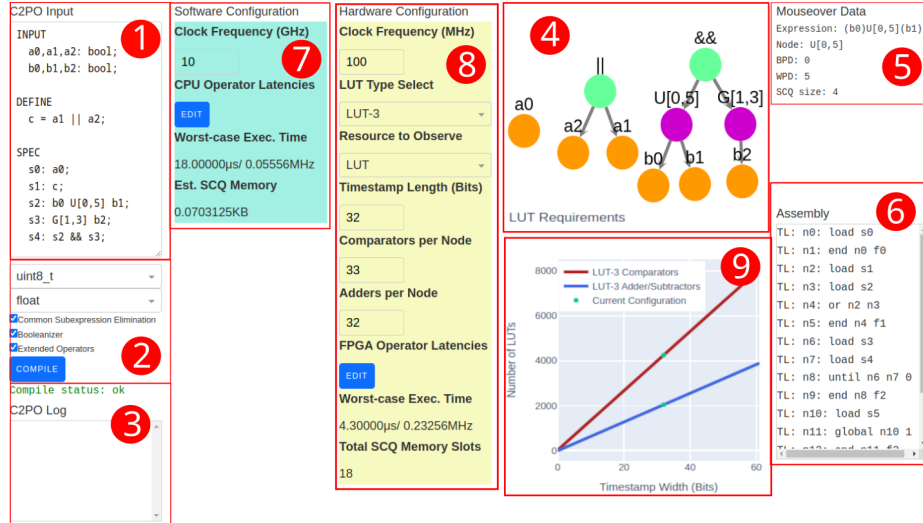 C2PO Input
1
INPUT
a0,a1,a2: bool;
b0,b1,b2: bool;
DEFINE
c = a1 || a2;
SPEC
s0: a0;
s1: c;
s2: b0 U[0,5] b1;
s3: G[1,3] b2;
s4: s2 && s3;
uint8_t
float
Common Subexpression Elimination
Booleanizer
Extended Operators
2
COMPILE
Compile status: ok
C2PO Log
3
Software Configuration
Clock Frequency (GHz)
7
10
CPU Operator Latencies
EDIT
Worst-case Exec. Time
18.00000µs/ 0.05556MHz
Est. SCQ Memory
0.0703125KB
Hardware Configuration
Clock Frequency (MHz)
8
100
LUT Type Select
LUT-3
Resource to Observe
LUT
Timestamp Length (Bits)
32
Comparators per Node
33
Adders per Node
32
FPGA Operator Latencies
EDIT
Worst-case Exec. Time
4.30000µs/ 0.23256MHz
Total SCQ Memory Slots
18
4
&&
||
U[0,5]
G[1,3]
a0
a2
a1
b0
b1
b2
LUT Requirements
9
8000
6000
4000
2000
0
LUT-3 Comparators
LUT-3 Adder/Subtractors
Current Configuration
Number of LUTs
0
20
40
60
Timestamp Width (Bits)
Mouseover Data
Expression: (b0)U[0,5](b1)
Node: U[0,5]
BPD: 0
WPD: 5
SCQ size: 4
5
6
Assembly
TL: n0: load s0
TL: n1: end n0 f0
TL: n2: load s1
TL: n3: load s2
TL: n4: or n2 n3
TL: n5: end n4 f1
TL: n6: load s3
TL: n7: load s4
TL: n8: until n6 n7 0
TL: n9: end n8 f2
TL: n10: load s5
TL: n11: global n10 1